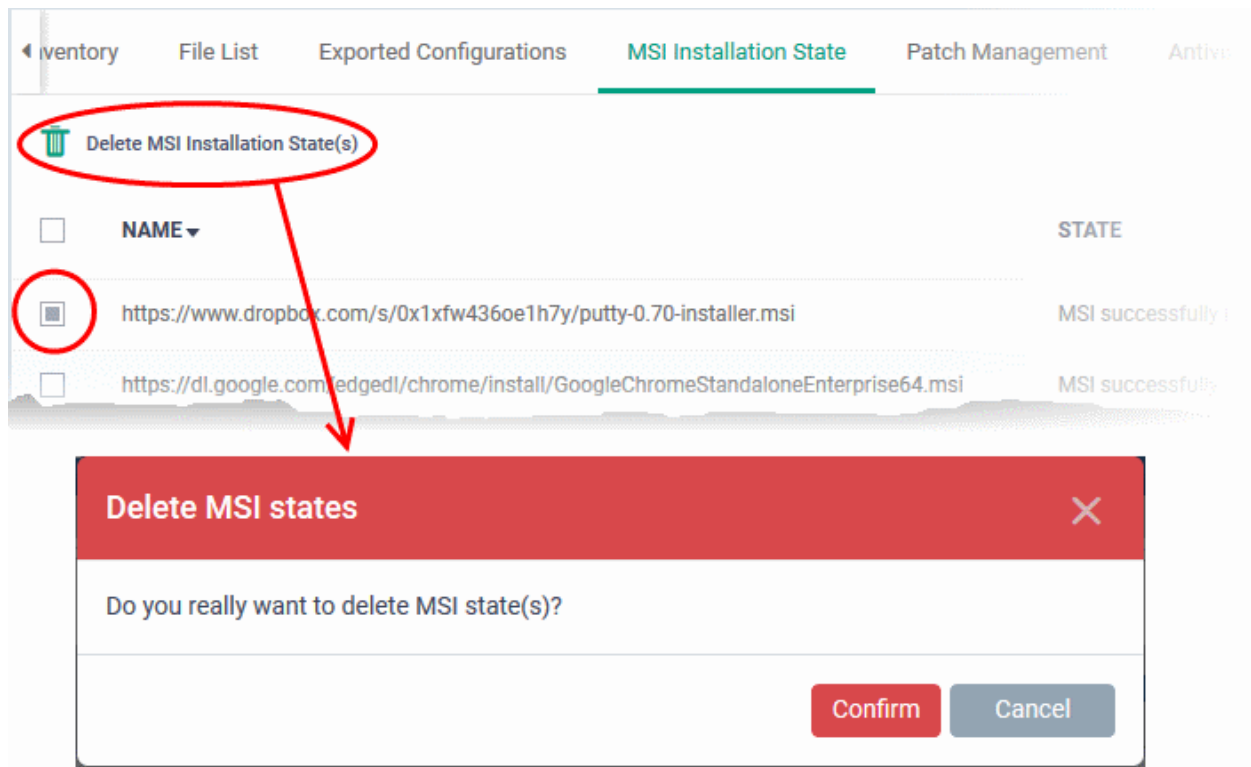 File List Exported Configurations MSI Installation State Patch Management
Delete MSI Installation State(s)
NAME STATE
https://www.dropbox.com/s/0x1xfw436oe1h7y/putty-0.70-installer.msi MSI successfully
https://dl.google.com/edgedl/chrome/install/GoogleChromeStandaloneEnterprise64.msi MSI successfully
Delete MSI states
Do you really want to delete MSI state(s)?
Confirm Cancel